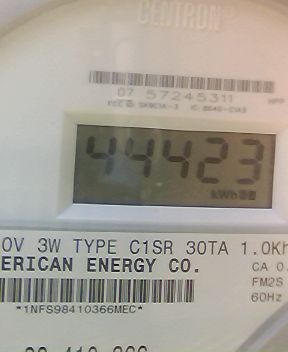 CENTRON®
07 57245311
44423
kWh
0V 3W TYPE C1SR 30TA 1.0Kh
ERICAN ENERGY CO.
CA 0.
FM2S
60Hz
*1NFS98410366MEC*